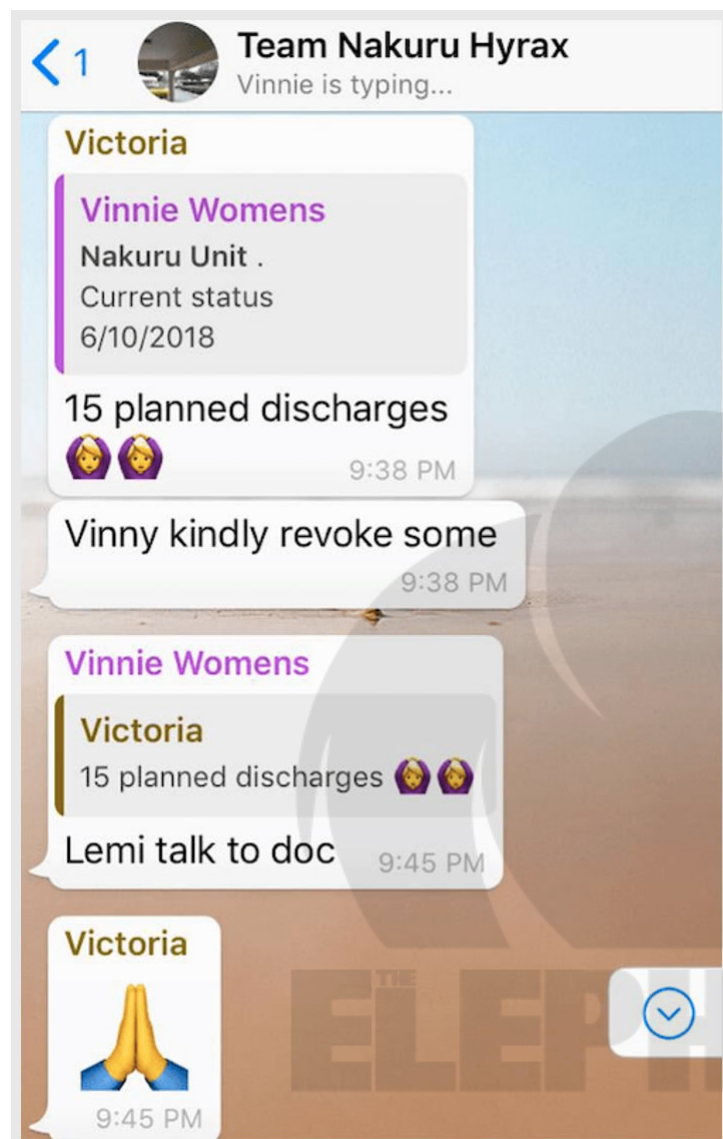 1
Team Nakuru Hyrax
Vinnie is typing...
Victoria
Vinnie Womens
Nakuru Unit .
Current status
6/10/2018
15 planned discharges
🙆‍♀️🙆‍♀️
9:38 PM
Vinny kindly revoke some
9:38 PM
Vinnie Womens
Victoria
15 planned discharges 🙆‍♀️🙆‍♀️
Lemi talk to doc
9:45 PM
Victoria
🙏
9:45 PM
THE
ELEPH